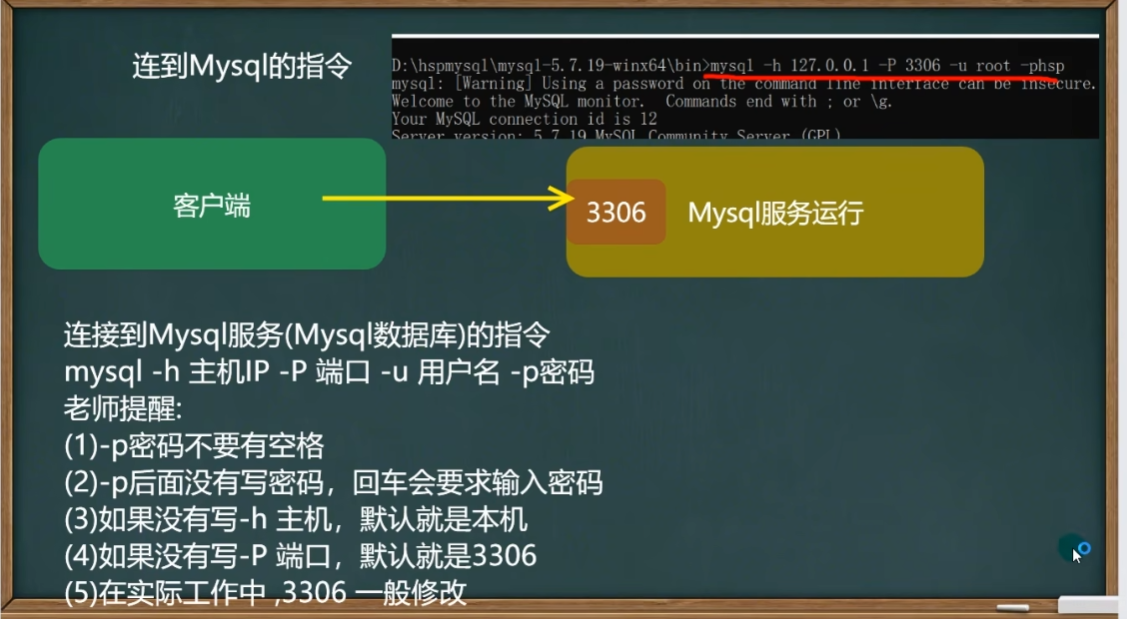 连到Mysql的指令
D:\hspmysql\mysql-5.7.19-winx64\bin>mysql -h 127.0.0.1 -P 3306 -u root -phsp
mysql: [Warning] Using a password on the command line interface can be insecure.
Welcome to the MySQL monitor.  Commands end with ; or \g.
Your MySQL connection id is 12
Server version: 5.7.19 MySQL Community Server (GPL)
客户端
3306
Mysql服务运行
连接到Mysql服务(Mysql数据库)的指令
mysql -h 主机IP -P 端口 -u 用户名 -p密码
老师提醒:
(1)-p密码不要有空格
(2)-p后面没有写密码，回车会要求输入密码
(3)如果没有写-h 主机，默认就是本机
(4)如果没有写-P 端口，默认就是3306
(5)在实际工作中 ,3306 一般修改